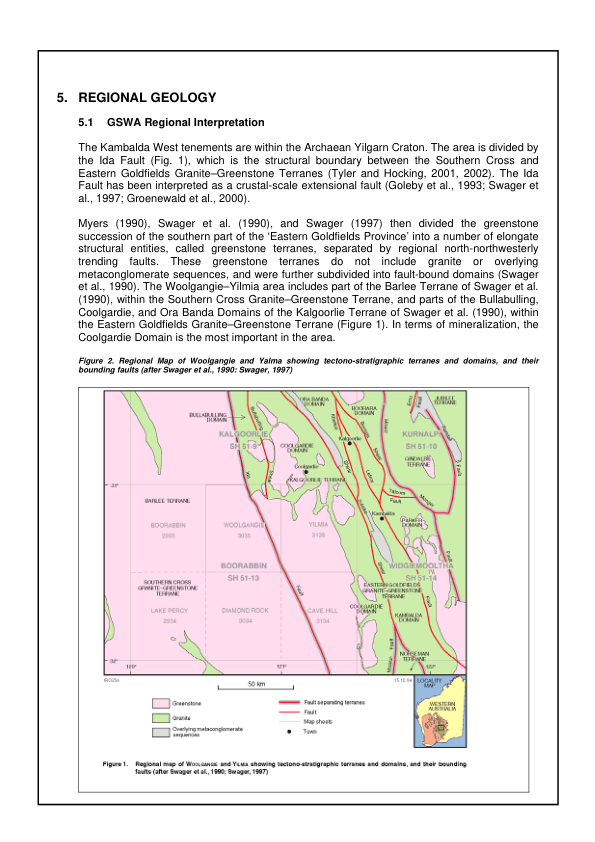 5. REGIONAL GEOLOGY
5.1 GSWA Regional Interpretation
The Kambalda West tenements are within the Archaean Yilgarn Craton. The area is divided
by the Ida Fault (Fig. 1), which is the structural boundary between the Southern Cross and
Eastern Goldfields Granite–Greenstone Terranes (Tyler and Hocking, 2001, 2002). The Ida
Fault has been interpreted as a crustal-scale extensional fault (Goleby et al., 1993; Swager et
al., 1997; Groenewald et al., 2000).
Myers (1990), Swager et al. (1990), and Swager (1997) then divided the greenstone
succession of the southern part of the ‘Eastern Goldfields Province’ into a number of elongate
structural entities, called greenstone terranes, separated by regional north-northwesterly
trending faults. These greenstone terranes do not include granite or overlying
metaconglomerate sequences, and were further subdivided into fault-bound domains (Swager
et al., 1990). The Woolgangie–Yilmia area includes part of the Barlee Terrane of Swager et al.
(1990), within the Southern Cross Granite–Greenstone Terrane, and parts of the Bullabulling,
Coolgardie, and Ora Banda Domains of the Kalgoorlie Terrane of Swager et al. (1990), within
the Eastern Goldfields Granite–Greenstone Terrane (Figure 1). In terms of mineralization, the
Coolgardie Domain is the most important in the area.
Figure 2. Regional Map of Woolgangie and Yalma showing tectono-stratigraphic terranes and domains, and their
bounding faults (after Swager et al., 1990: Swager, 1997)
ORA BANDA
DOMAIN
JUBILEE
TERRANE
BOORARA
DOMAIN
BULLABULLING
DOMAIN
KALGOORLIE
SH 51-9
Kalgoorlie
KURNALPI
SH 51-10
COOLGARDIE
DOMAIN
GINDALBIE
TERRANE
Coolgardie
KALGOORLIE TERRANE
BARLEE TERRANE
Kambalda
PARKER
DOMAIN
BOORABBIN
WOOLGANGIE
YILMIA
BOORABBIN
SH 51-13
WIDGIEMOOLTHA
SH 51-14
SOUTHERN CROSS
GRANITE–GREENSTONE
TERRANE
EASTERN GOLDFIELDS
GRANITE–GREENSTONE
TERRANE
COOLGARDIE
DOMAIN
LAKE PERCY
DIAMOND ROCK
CAVE HILL
KAMBALDA
DOMAIN
Fault
NORSEMAN
TERRANE
50 km
15.12.04
LOCALITY
MAP
WESTERN
AUSTRALIA
Greenstone
Granite
Overlying metaconglomerate
sequences
Fault separating terranes
Fault
Map sheets
Town
Figure 1. Regional map of WOOLGANGIE and YILMIA showing tectono-stratigraphic terranes and domains, and their bounding
faults (after Swager et al., 1990; Swager, 1997)